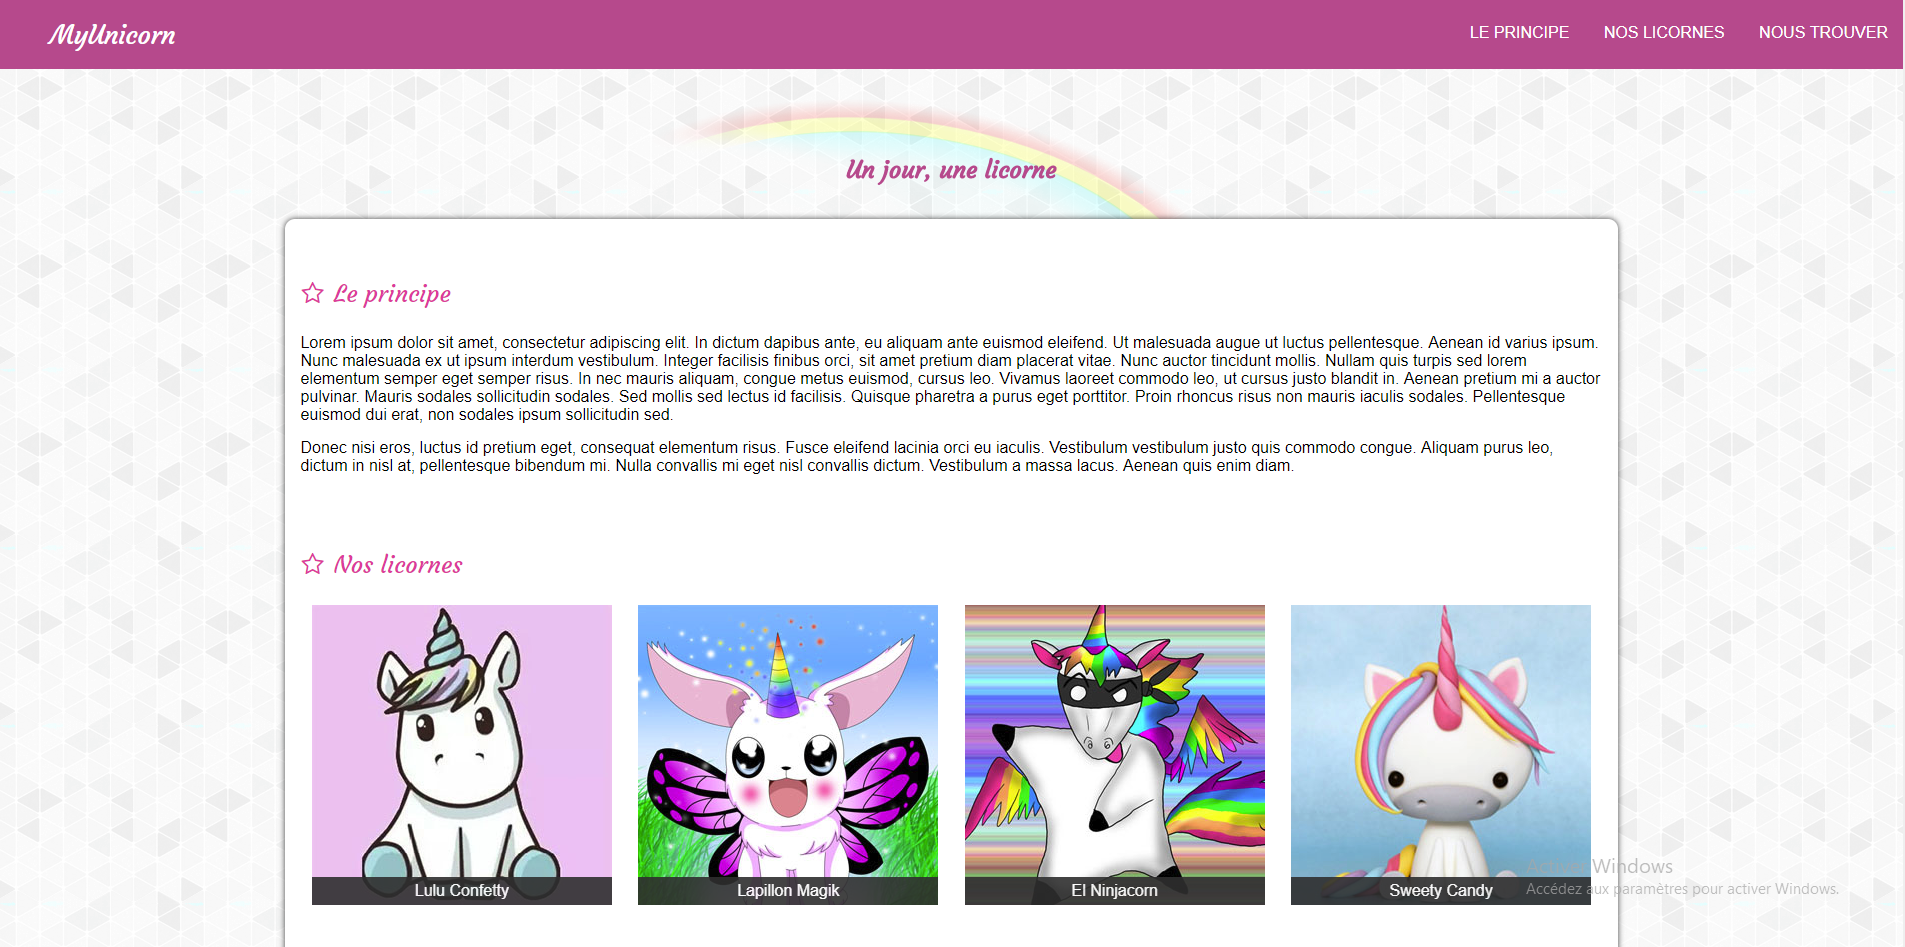 MyUnicorn
LE PRINCIPE NOS LICORNES NOUS TROUVER
Un jour, une licorne
Le principe
Lorem ipsum dolor sit amet, consectetur adipiscing elit. In dictum dapibus ante, eu aliquam ante euismod eleifend. Ut malesuada augue ut luctus pellentesque. Aenean id varius ipsum.
Nunc malesuada ex ut ipsum interdum vestibulum. Integer facilisis finibus orci, sit amet pretium diam placerat vitae. Nunc auctor tincidunt mollis. Nullam quis turpis sed lorem
elementum semper eget semper risus. In nec mauris aliquam, congue metus euismod, cursus leo. Vivamus laoreet commodo leo, ut cursus justo blandit in. Aenean pretium mi a auctor
pulvinar. Mauris sodales sollicitudin sodales. Sed mollis sed lectus id facilisis. Quisque pharetra a purus eget porttitor. Proin rhoncus risus non mauris iaculis sodales. Pellentesque
euismod dui erat, non sodales ipsum sollicitudin sed.
Donec nisi eros, luctus id pretium eget, consequat elementum risus. Fusce eleifend lacinia orci eu iaculis. Vestibulum vestibulum justo quis commodo congue. Aliquam purus leo,
dictum in nisl at, pellentesque bibendum mi. Nulla convallis mi eget nisl convallis dictum. Vestibulum a massa lacus. Aenean quis enim diam.
Nos licornes
Lulu Confetty
Lapillon Magik
El Ninjacorn
Sweety Candy
Activer Windows
Accédez aux paramètres pour activer Windows.